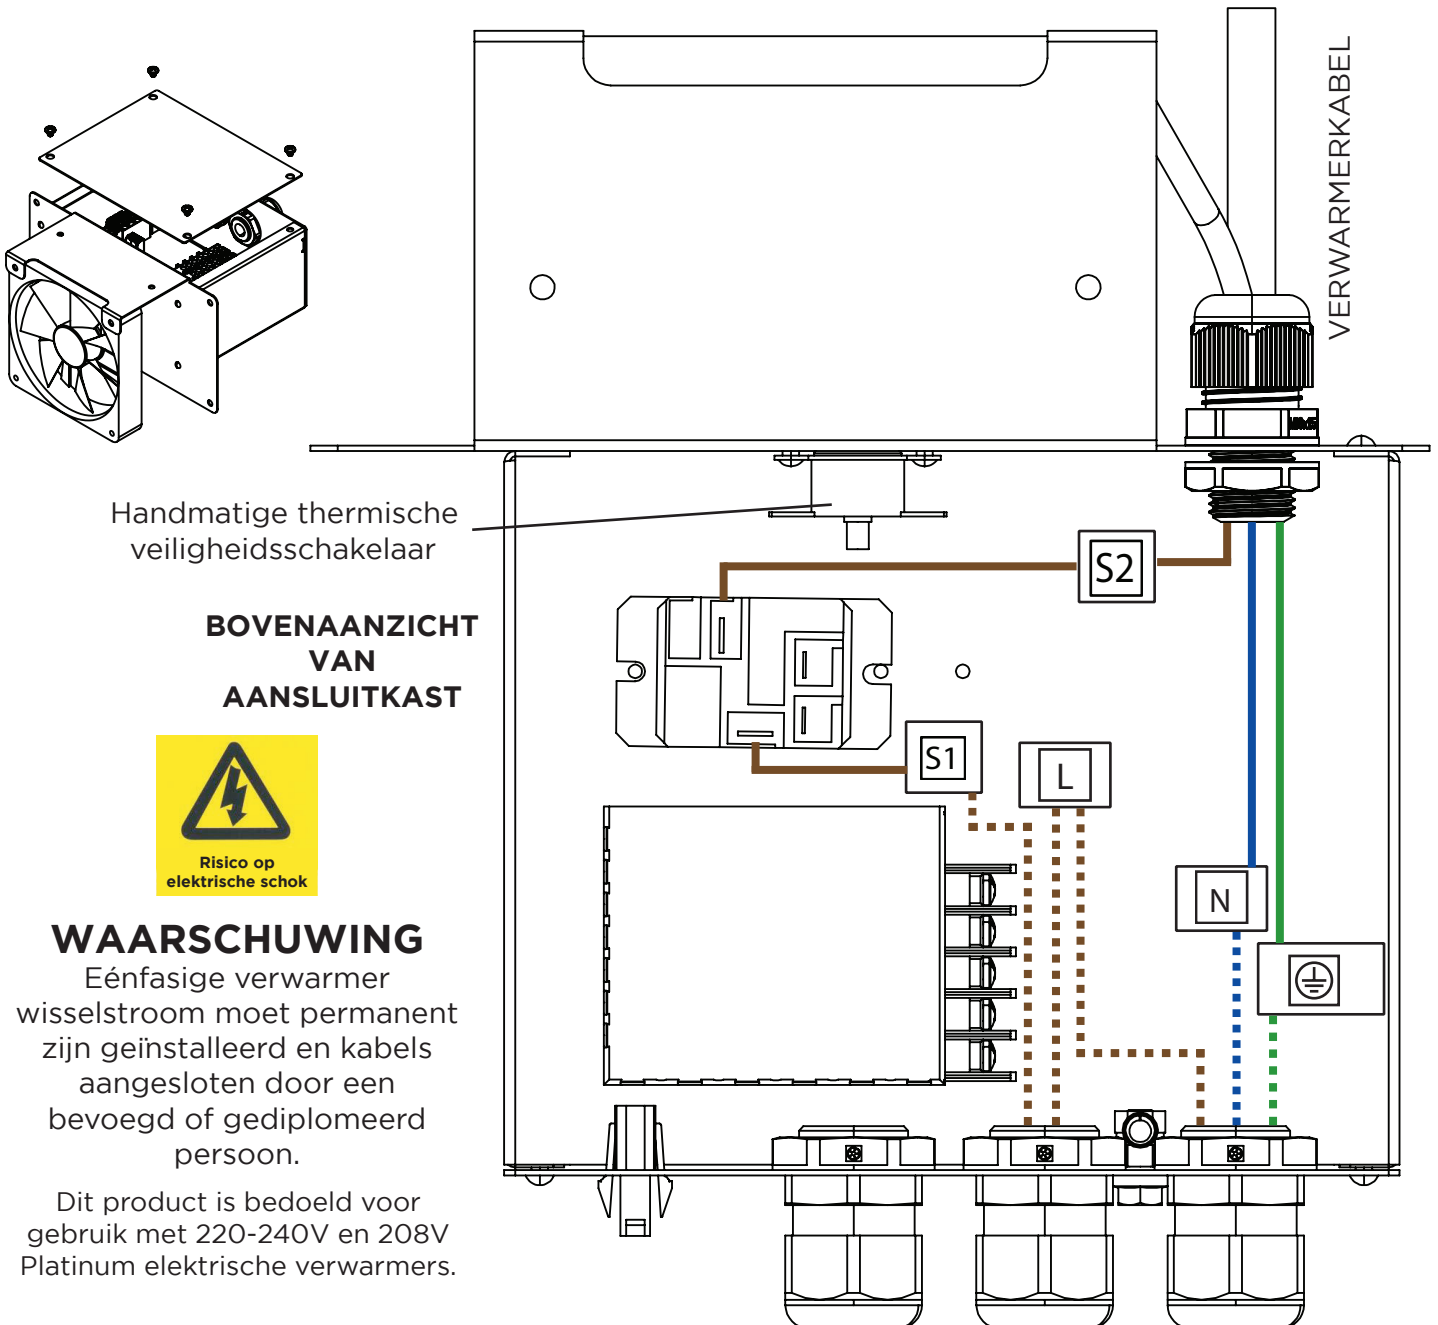 VERWARMERKABEL
Handmatige thermische
veiligheidsschakelaar
S2
BOVENAANZICHT
VAN
AANSLUITKAST
S1
L
N
Risico op
elektrische schok
WAARSCHUWING
Eénfasige verwarmer
wisselstroom moet permanent
zijn geïnstalleerd en kabels
aangesloten door een
bevoegd of gediplomeerd
persoon.
Dit product is bedoeld voor
gebruik met 220-240V en 208V
Platinum elektrische verwarmers.